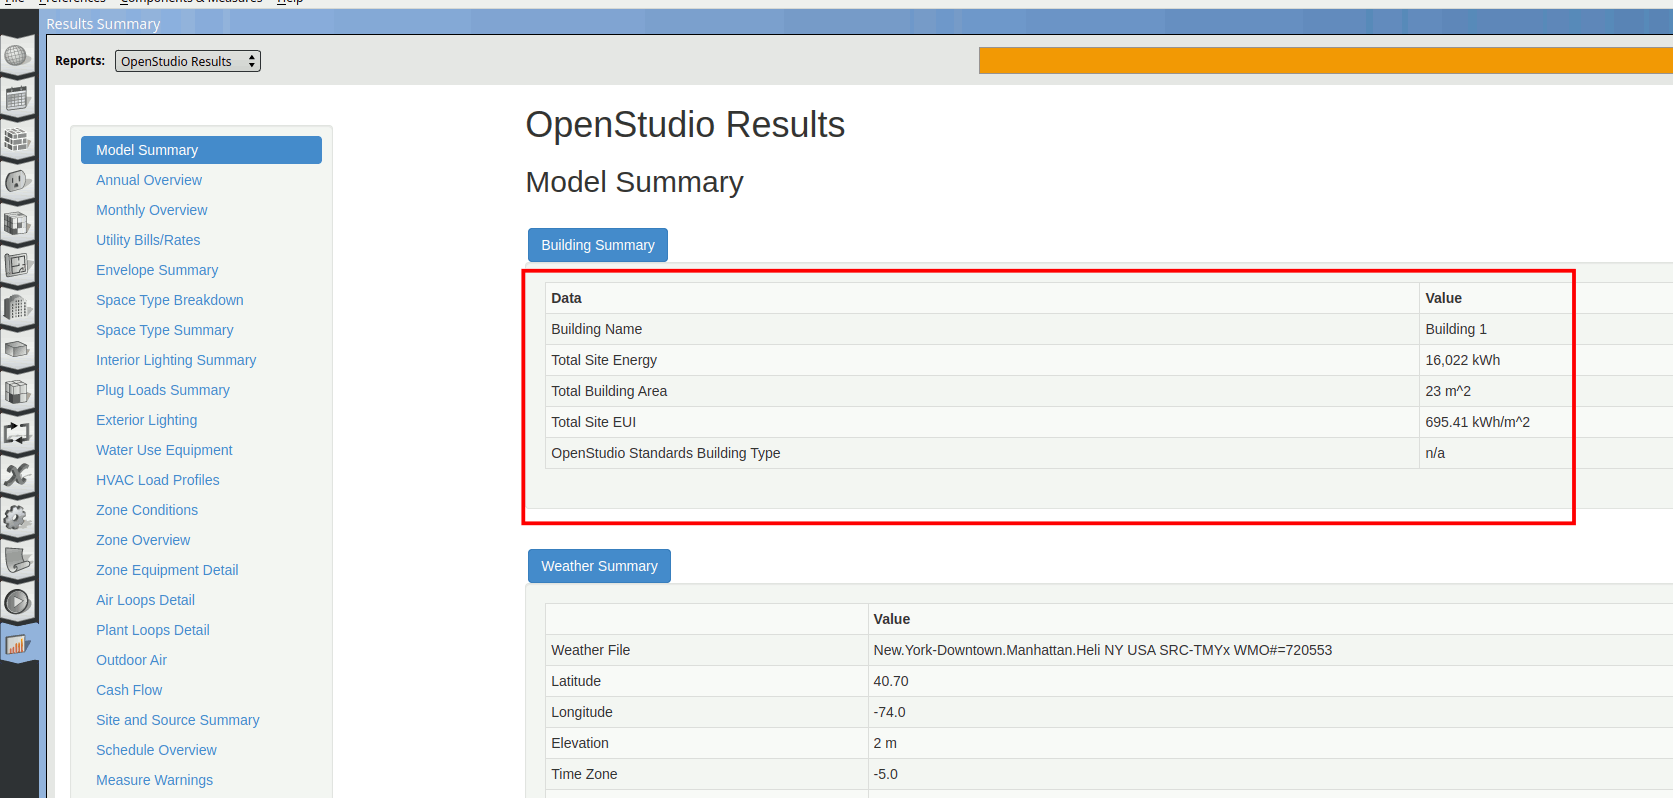 File Preferences Components & Measures Help
Results Summary
Reports: OpenStudio Results
Model Summary
Annual Overview
Monthly Overview
Utility Bills/Rates
Envelope Summary
Space Type Breakdown
Space Type Summary
Interior Lighting Summary
Plug Loads Summary
Exterior Lighting
Water Use Equipment
HVAC Load Profiles
Zone Conditions
Zone Overview
Zone Equipment Detail
Air Loops Detail
Plant Loops Detail
Outdoor Air
Cash Flow
Site and Source Summary
Schedule Overview
Measure Warnings
OpenStudio Results
Model Summary
Building Summary
Data Value
Building Name Building 1
Total Site Energy 16,022 kWh
Total Building Area 23 m^2
Total Site EUI 695.41 kWh/m^2
OpenStudio Standards Building Type n/a
Weather Summary
Value
Weather File New.York-Downtown.Manhattan.Heli NY USA SRC-TMYx WMO#=720553
Latitude 40.70
Longitude -74.0
Elevation 2 m
Time Zone -5.0